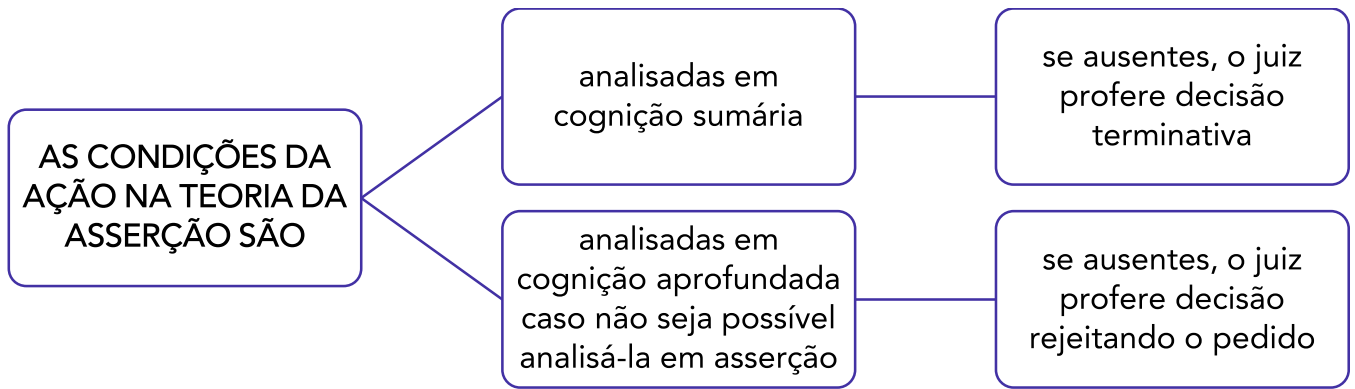 AS CONDIÇÕES DA
AÇÃO NA TEORIA DA
ASSERÇÃO SÃO
analisadas em
cognição sumária
se ausentes, o juiz
profere decisão
terminativa
analisadas em
cognição aprofundada
caso não seja possível
analisá-la em asserção
se ausentes, o juiz
profere decisão
rejeitando o pedido